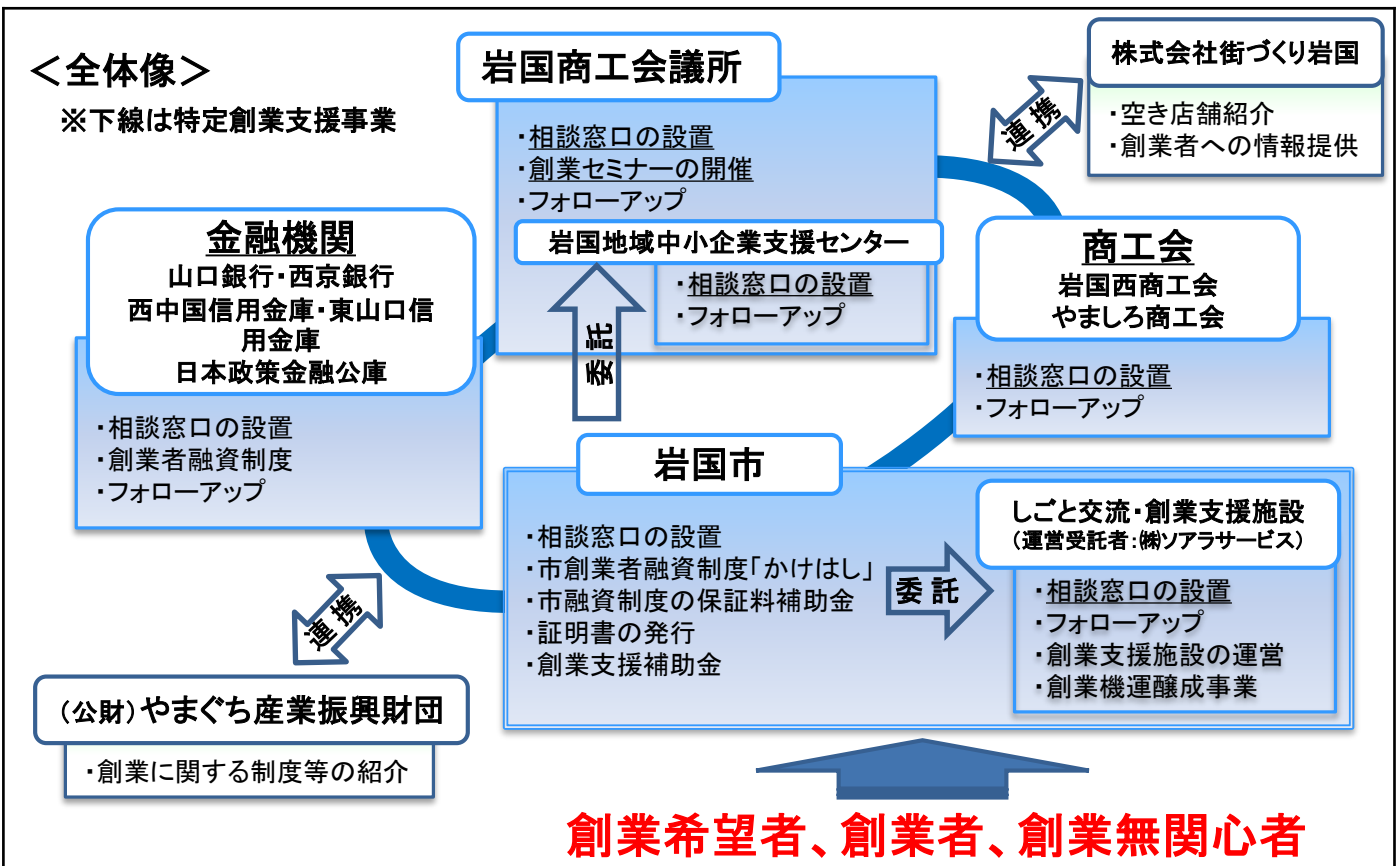 ＜全体像＞
※下線は特定創業支援事業
岩国商工会議所
・相談窓口の設置
・創業セミナーの開催
・フォローアップ
岩国地域中小企業支援センター
・相談窓口の設置
・フォローアップ
委託
連携
株式会社街づくり岩国
・空き店舗紹介
・創業者への情報提供
金融機関
山口銀行・西京銀行
西中国信用金庫・東山口信
用金庫
日本政策金融公庫
・相談窓口の設置
・創業者融資制度
・フォローアップ
商工会
岩国西商工会
やましろ商工会
・相談窓口の設置
・フォローアップ
岩国市
・相談窓口の設置
・市創業者融資制度「かけはし」
・市融資制度の保証料補助金
・証明書の発行
・創業支援補助金
委託
しごと交流・創業支援施設
（運営受託者：㈱ソアラサービス）
・相談窓口の設置
・フォローアップ
・創業支援施設の運営
・創業機運醸成事業
連携
（公財）やまぐち産業振興財団
・創業に関する制度等の紹介
創業希望者、創業者、創業無関心者